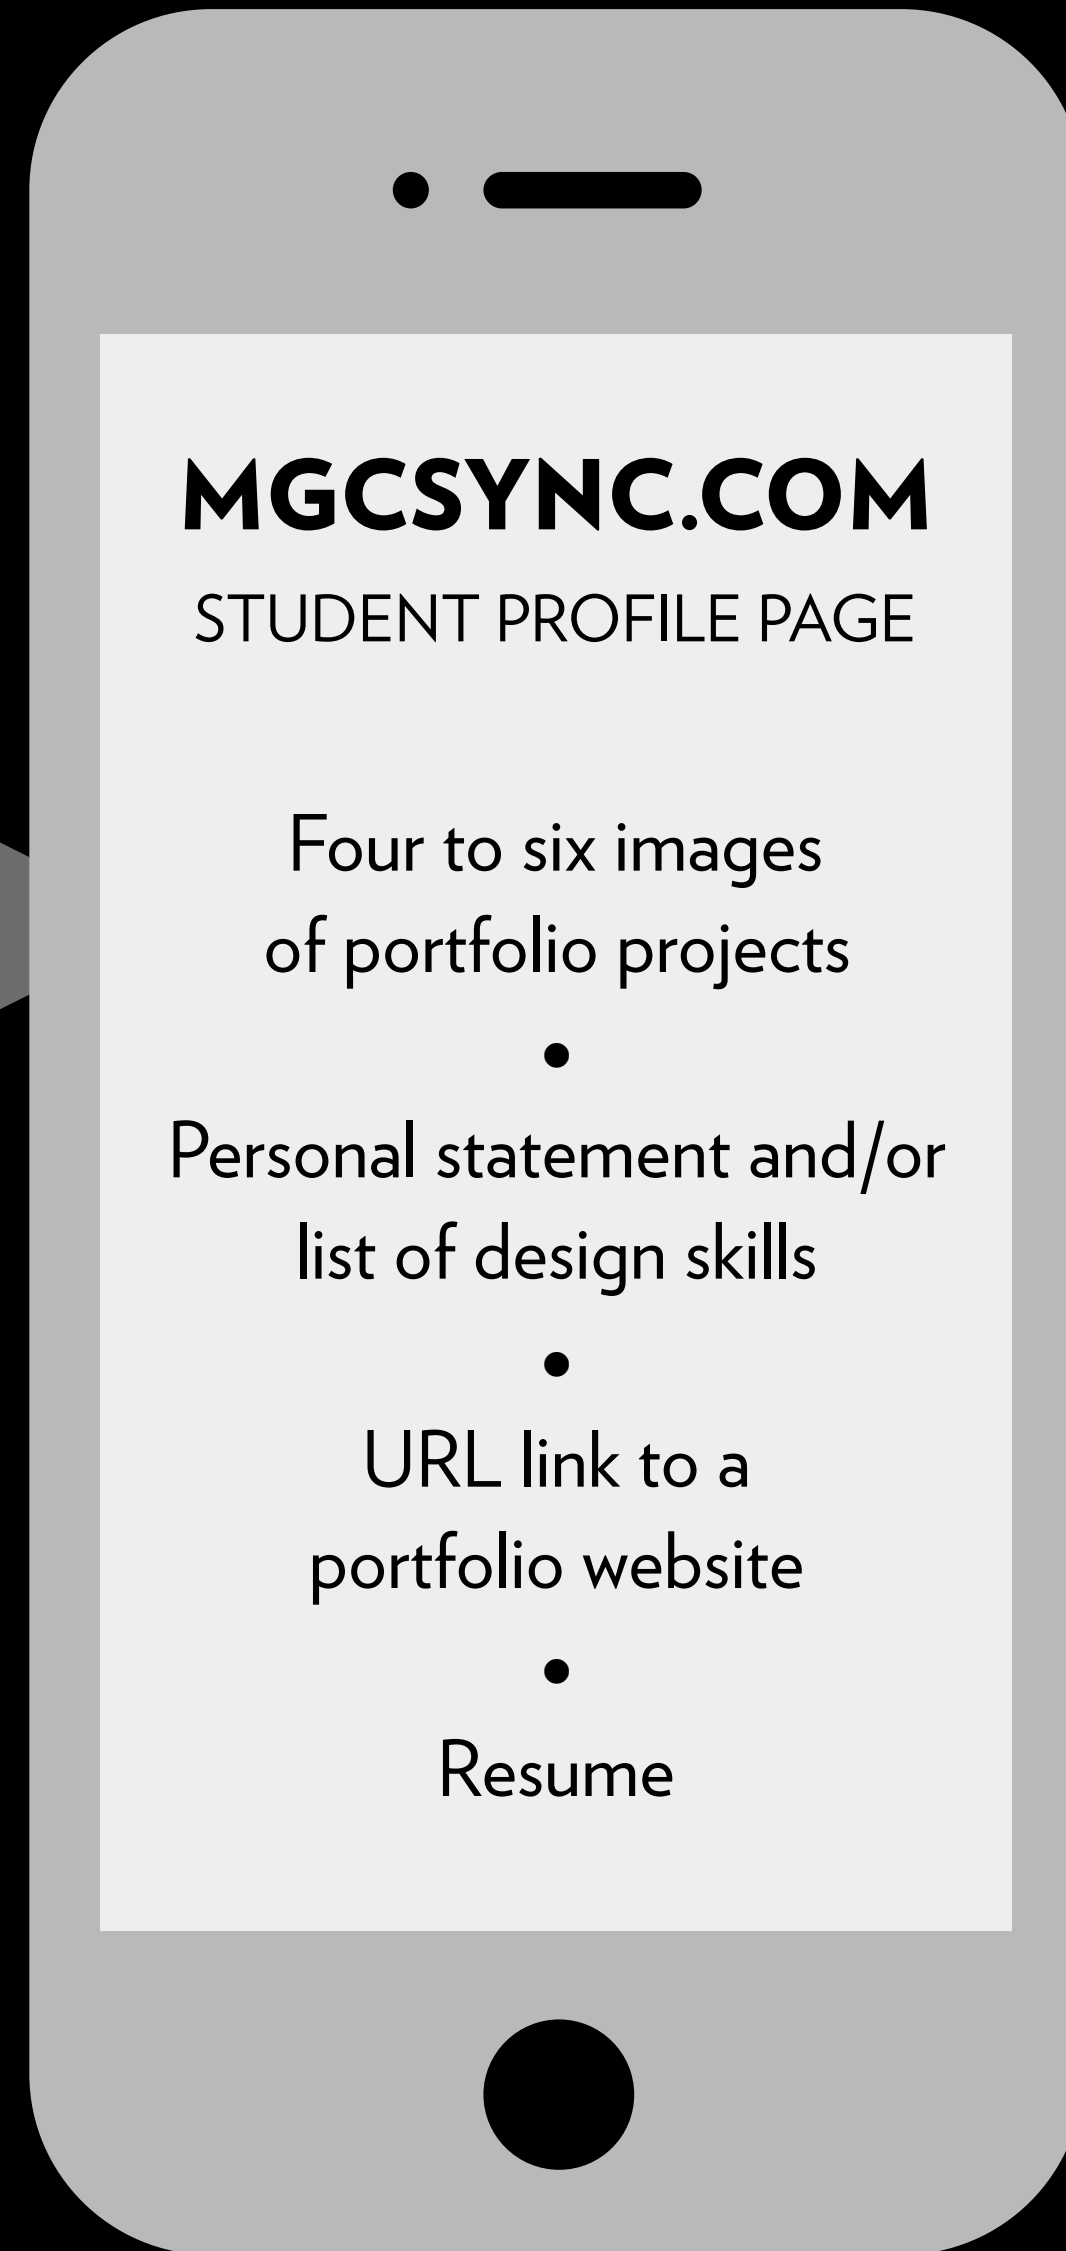 MGCSYNC.COM
STUDENT PROFILE PAGE
Four to six images
of portfolio projects
•
Personal statement and/or
list of design skills
•
URL link to a
portfolio website
•
Resume